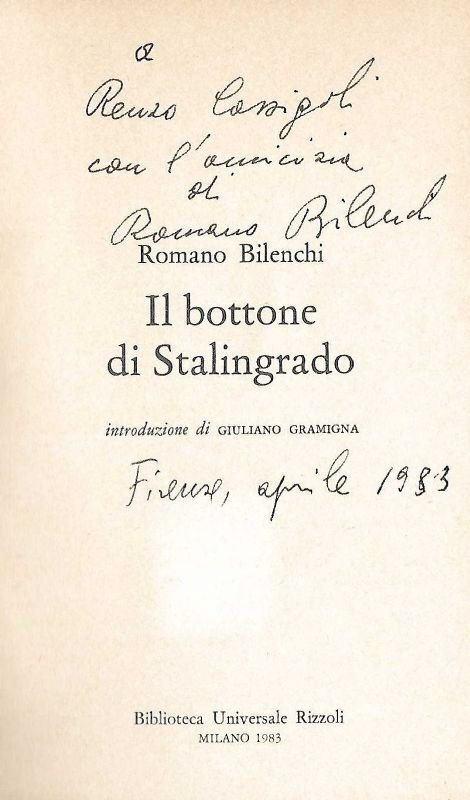 a
Renzo Cassigoli
con l'amicizia
di
Romano Bilenchi
Romano Bilenchi
Il bottone
di Stalingrado
introduzione di GIULIANO GRAMIGNA
Firenze, aprile 1983
Biblioteca Universale Rizzoli
MILANO 1983